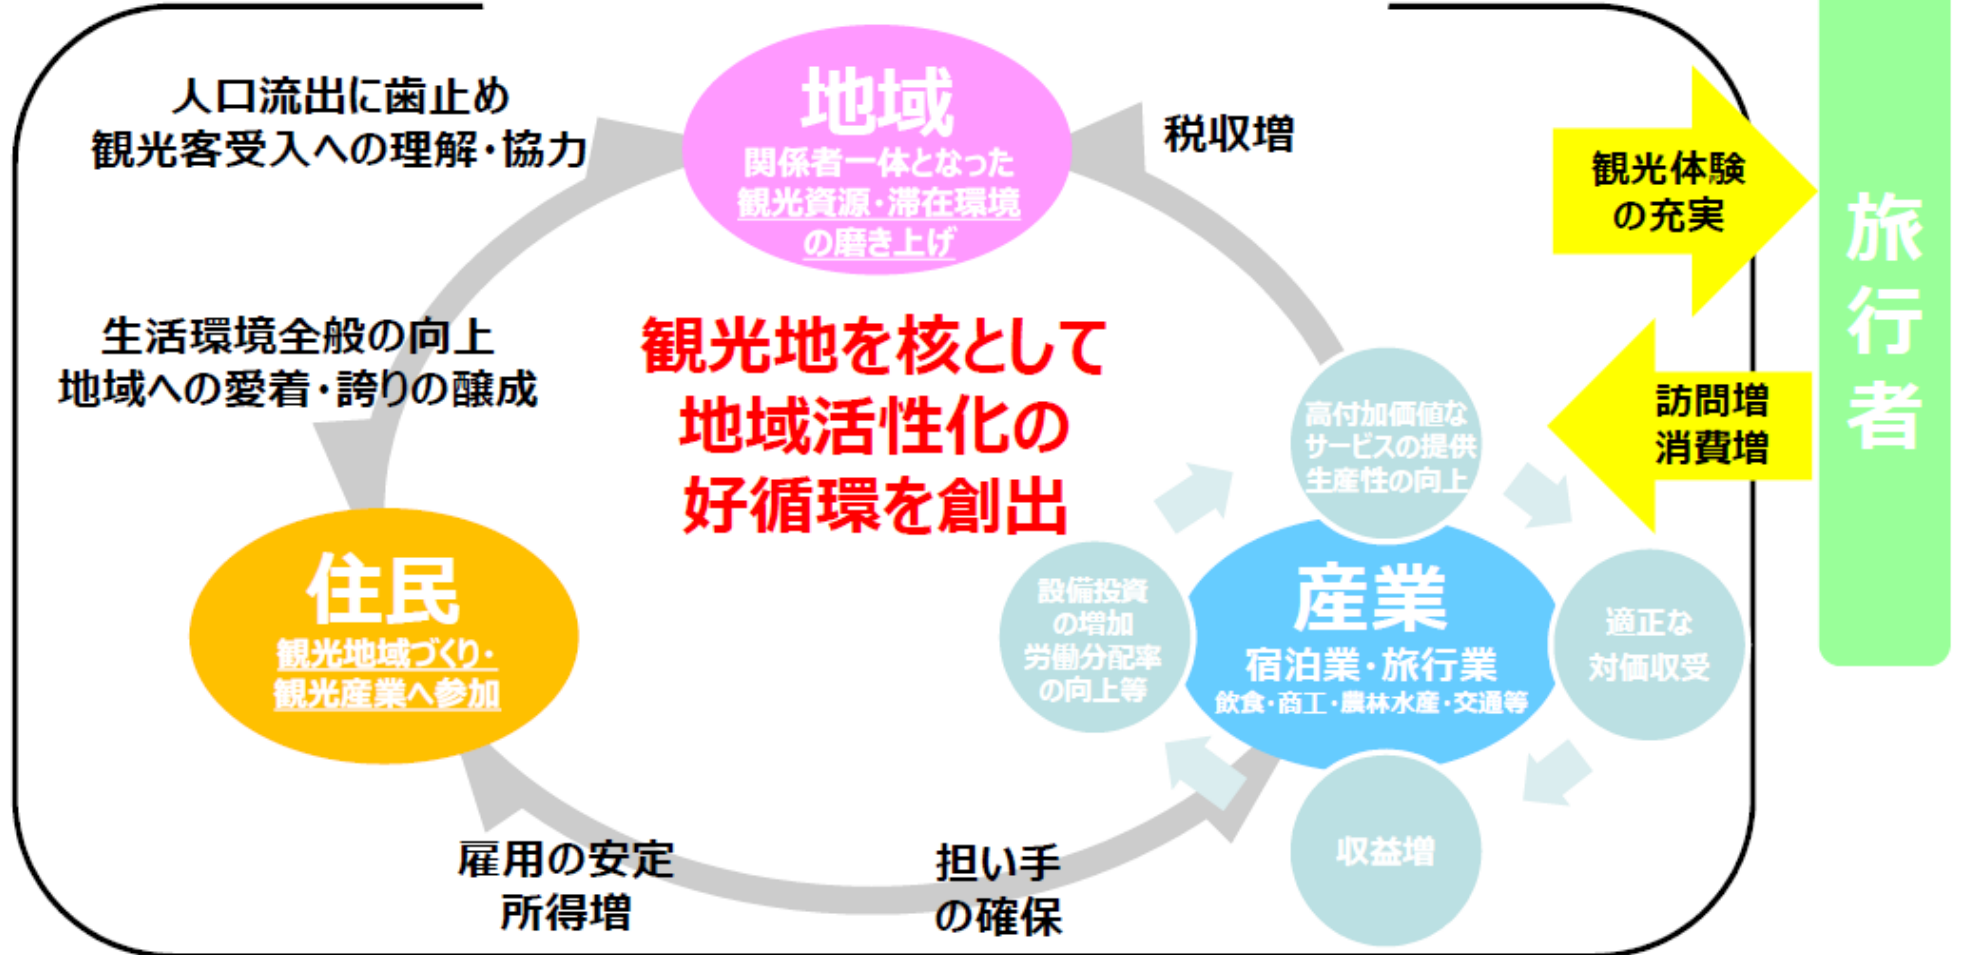 人口流出に歯止め
観光客受入への理解・協力
地域
関係者一体となった
観光資源・滞在環境
の磨き上げ
税収増
観光体験
の充実
旅行者
生活環境全般の向上
地域への愛着・誇りの醸成
観光地を核として
地域活性化の
好循環を創出
訪問増
消費増
高付加価値な
サービスの提供
生産性の向上
住民
観光地域づくり・
観光産業へ参加
設備投資
の増加
労働分配率
の向上等
産業
宿泊業・旅行業
飲食・商工・農林水産・交通等
適正な
対価収受
収益増
雇用の安定
所得増
担い手
の確保